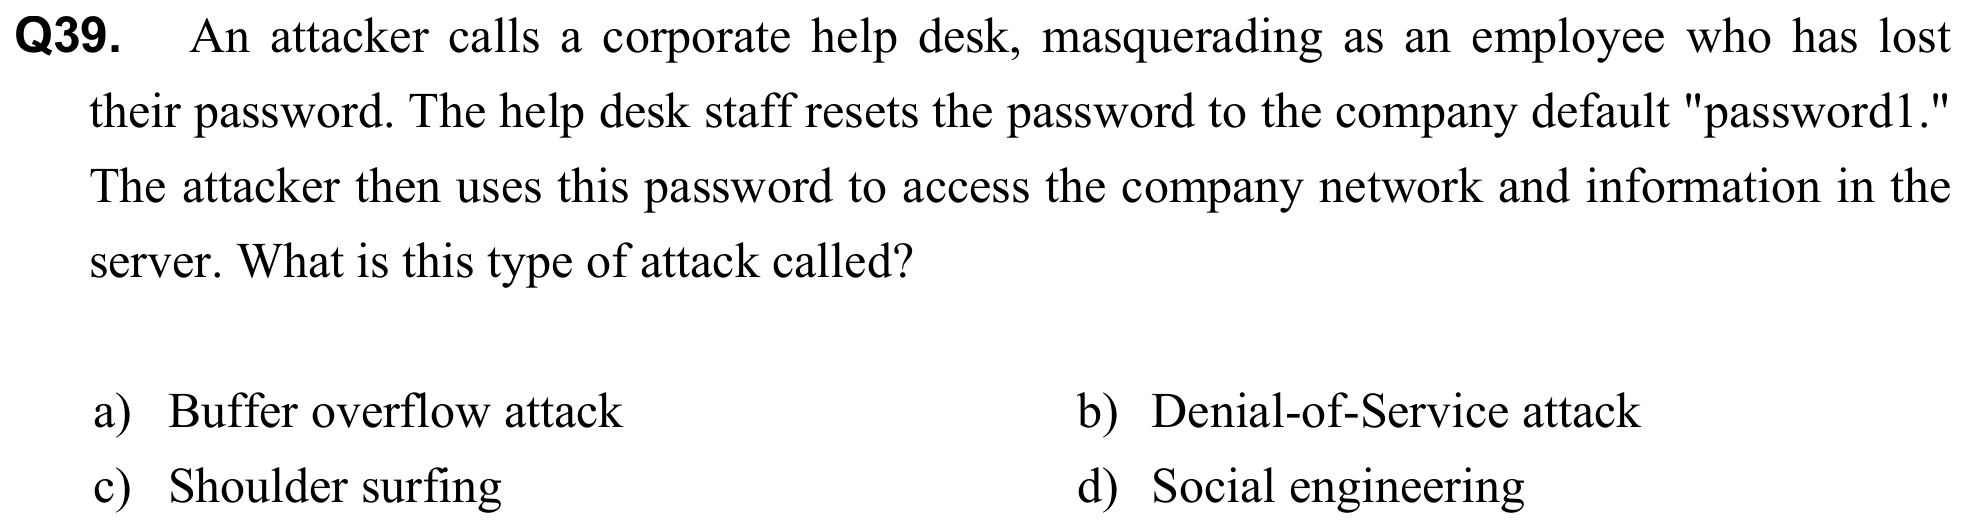 Q39. An attacker calls a corporate help desk, masquerading as an employee who has lost
their password. The help desk staff resets the password to the company default "password1."
The attacker then uses this password to access the company network and information in the
server. What is this type of attack called?
a) Buffer overflow attack b) Denial-of-Service attack
c) Shoulder surfing d) Social engineering